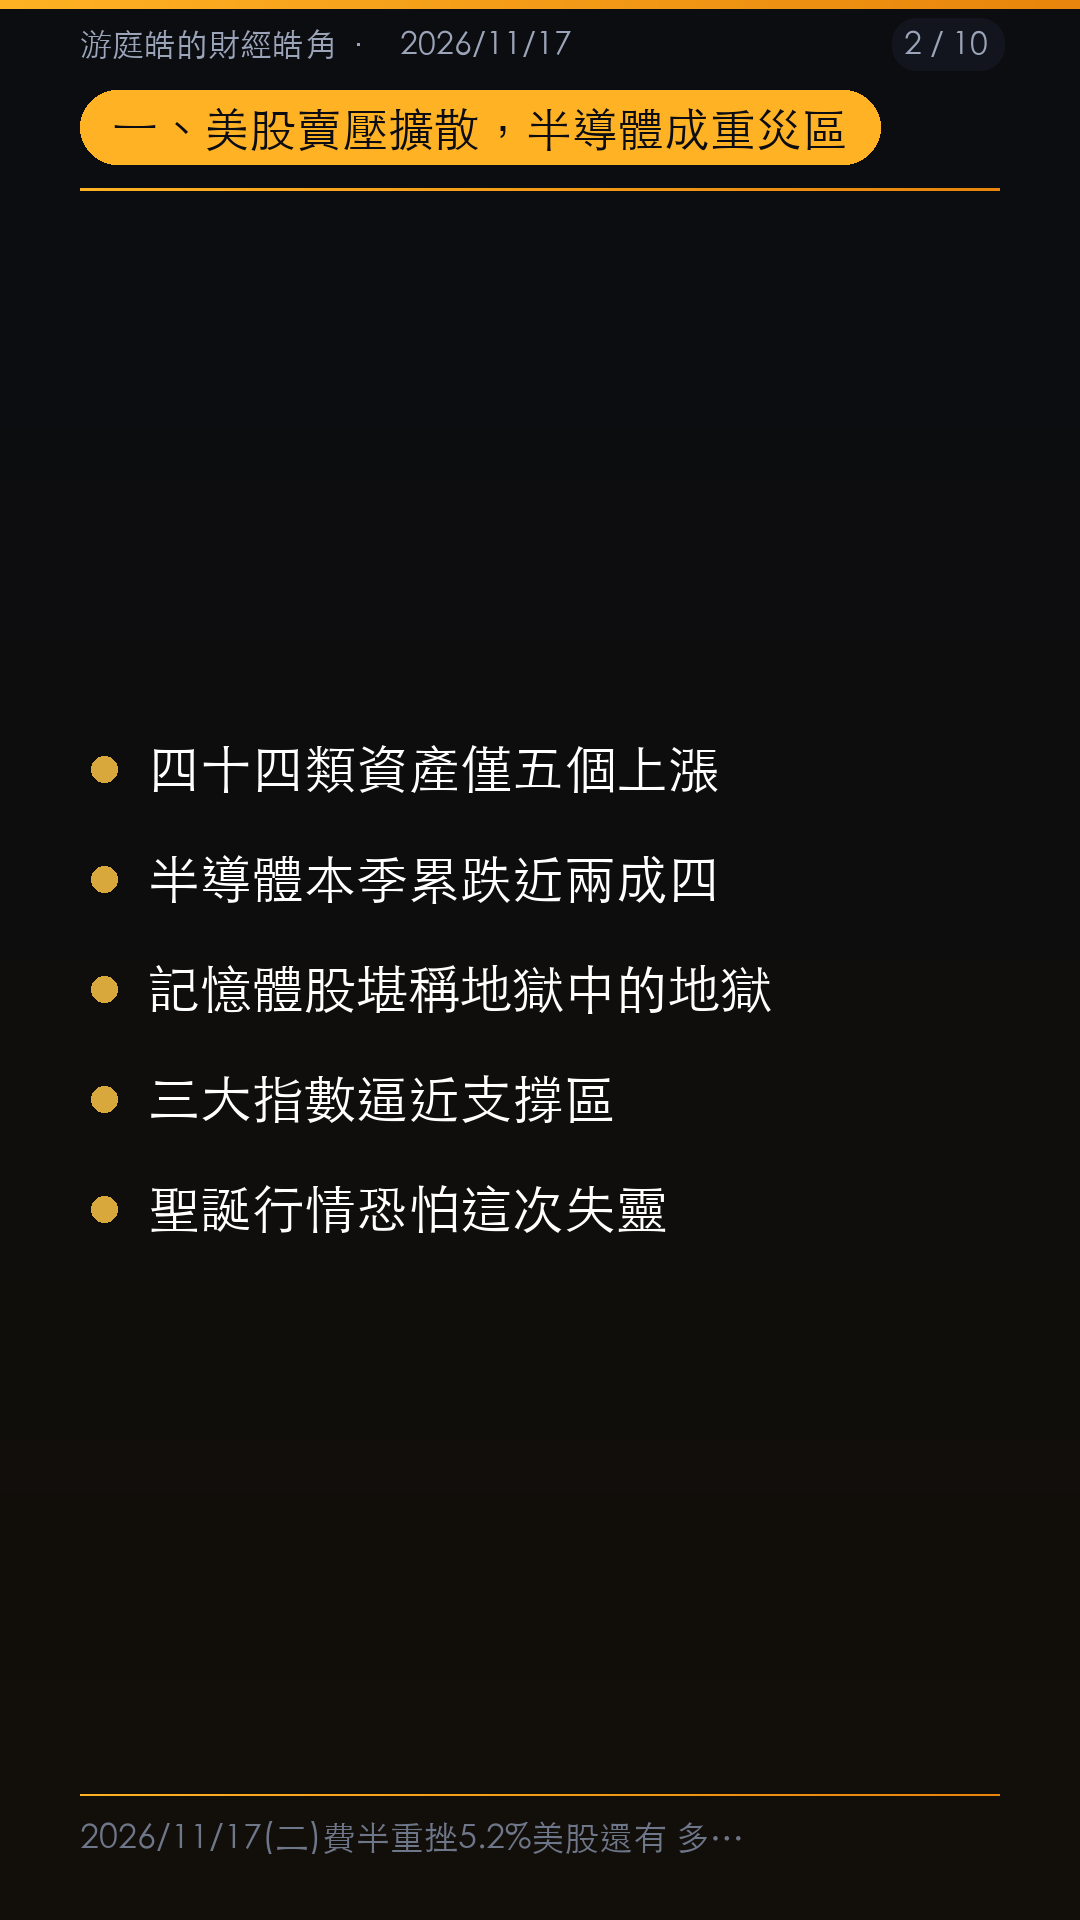 游庭皓的財經皓角 · 2026/11/17
2 / 10
一、美股賣壓擴散，半導體成重災區
四十四類資產僅五個上漲
半導體本季累跌近兩成四
記憶體股堪稱地獄中的地獄
三大指數逼近支撐區
聖誕行情恐怕這次失靈
2026/11/17(二)費半重挫5.2%美股還有 多⋯